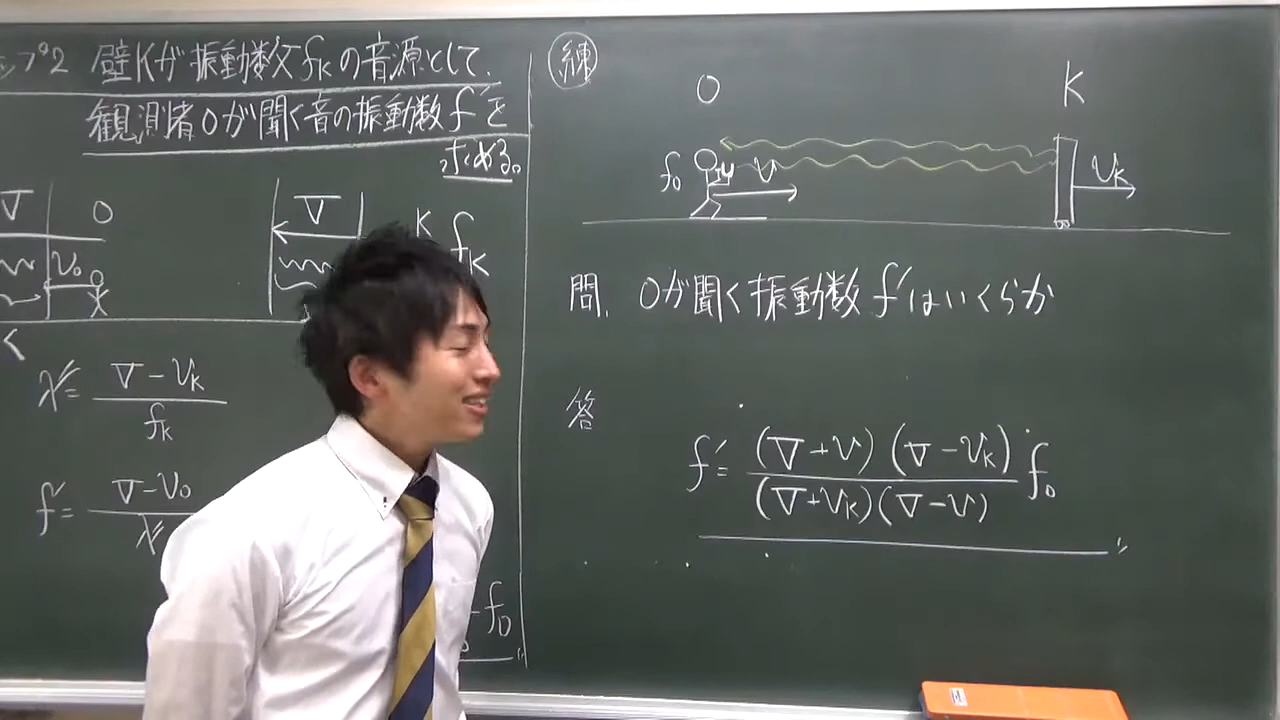 ップ2 壁Kが振動数fKの音源として、
観測者Oが聞く音の振動数f'を
求める。
V O V K fK
v₀
λ'= V-vK / fK
f'= V-v₀ / λ'
f₀
練
O K
f₀ v vK
問. Oが聞く振動数f'はいくらか
答
f'= (V+v)(V-vK) / (V+vK)(V-v) f₀